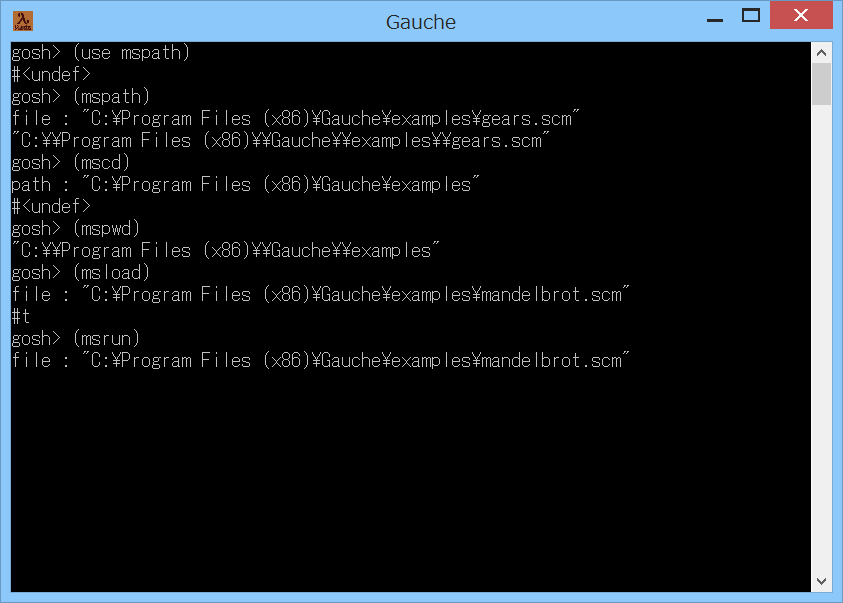 Gauche
gosh> (use mspath)
#<undef>
gosh> (mspath)
file : "C:¥Program Files (x86)¥Gauche¥examples¥gears.scm"
"C:¥¥Program Files (x86)¥¥Gauche¥¥examples¥¥gears.scm"
gosh> (mscd)
path : "C:¥Program Files (x86)¥Gauche¥examples"
#<undef>
gosh> (mspwd)
"C:¥¥Program Files (x86)¥¥Gauche¥¥examples"
gosh> (msload)
file : "C:¥Program Files (x86)¥Gauche¥examples¥mandelbrot.scm"
#t
gosh> (msrun)
file : "C:¥Program Files (x86)¥Gauche¥examples¥mandelbrot.scm"